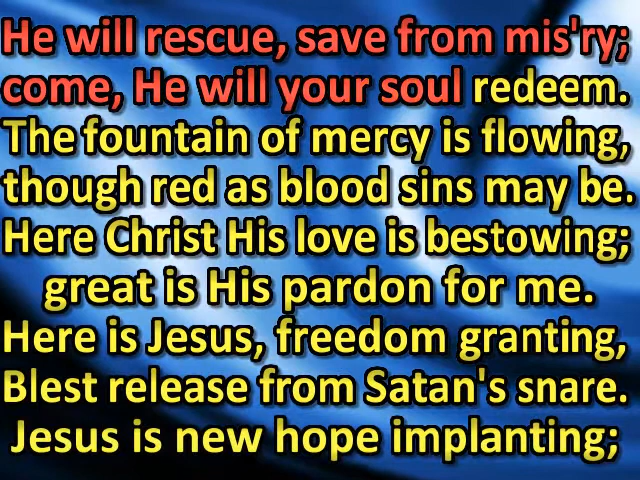 He will rescue, save from mis'ry;
come, He will your soul redeem.
The fountain of mercy is flowing,
though red as blood sins may be.
Here Christ His love is bestowing;
great is His pardon for me.
Here is Jesus, freedom granting,
Blest release from Satan's snare.
Jesus is new hope implanting;